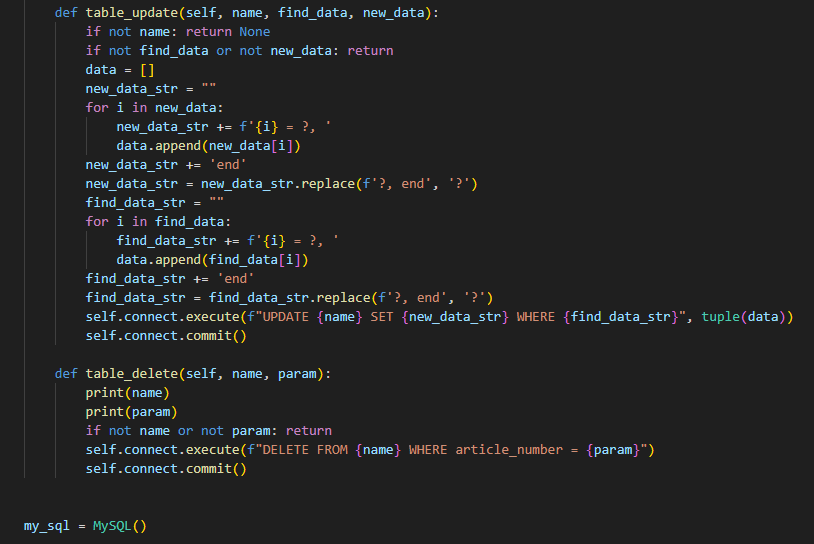 def table_update(self, name, find_data, new_data):
if not name: return None
if not find_data or not new_data: return
data = []
new_data_str = ""
for i in new_data:
new_data_str += f'{i} = ?, '
data.append(new_data[i])
new_data_str += 'end'
new_data_str = new_data_str.replace(f'?, end', '?')
find_data_str = ""
for i in find_data:
find_data_str += f'{i} = ?, '
data.append(find_data[i])
find_data_str += 'end'
find_data_str = find_data_str.replace(f'?, end', '?')
self.connect.execute(f"UPDATE {name} SET {new_data_str} WHERE {find_data_str}", tuple(data))
self.connect.commit()
def table_delete(self, name, param):
print(name)
print(param)
if not name or not param: return
self.connect.execute(f"DELETE FROM {name} WHERE article_number = {param}")
self.connect.commit()
my_sql = MySQL()